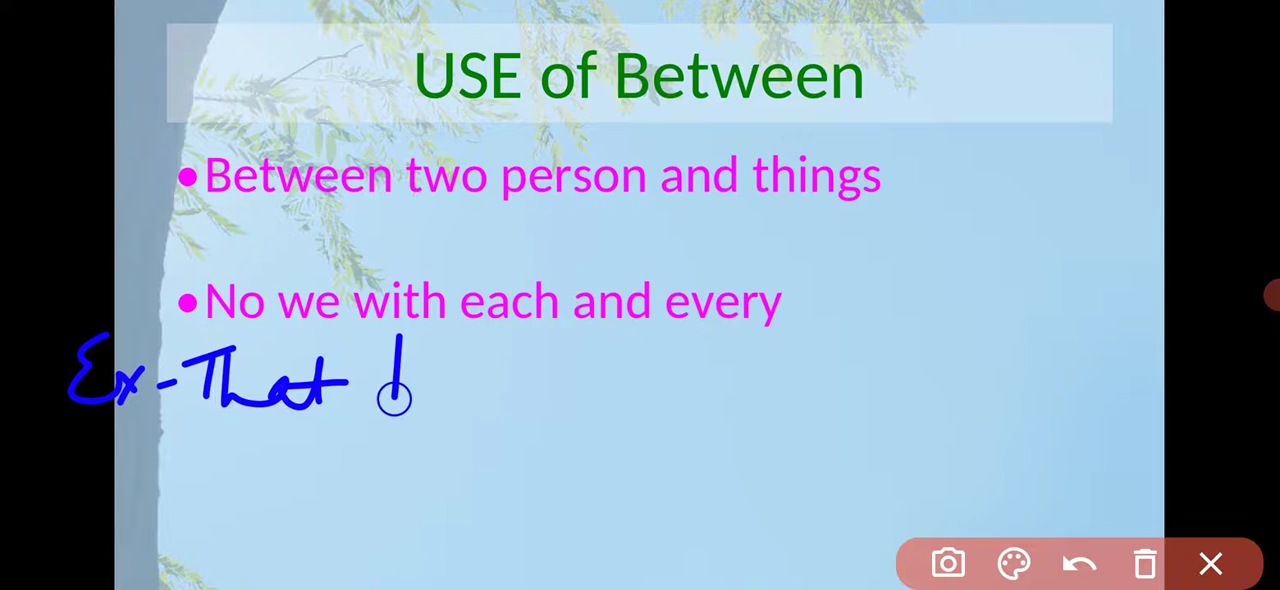 USE of Between
•Between two person and things
•No we with each and every
Ex-That